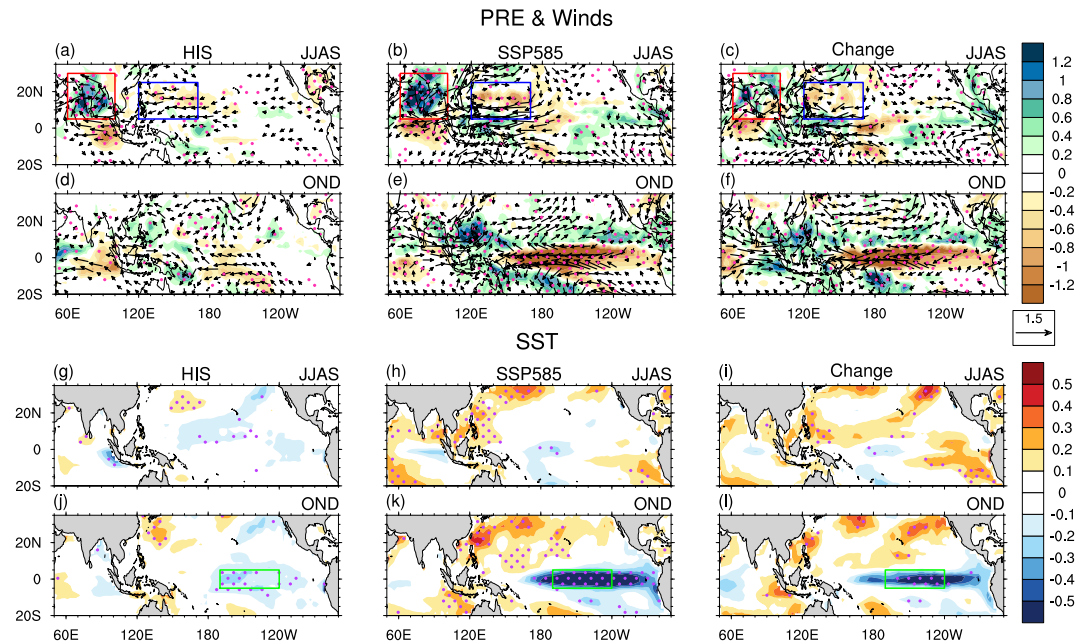 PRE & Winds
(a) HIS JJAS
(b) SSP585 JJAS
(c) Change JJAS
20N
0
20S
(d) OND
(e) OND
(f) OND
20N
0
20S
60E 120E 180 120W
60E 120E 180 120W
60E 120E 180 120W
1.2
1
0.8
0.6
0.4
0.2
0
-0.2
-0.4
-0.6
-0.8
-1
-1.2
1.5
SST
(g) HIS JJAS
(h) SSP585 JJAS
(i) Change JJAS
20N
0
20S
(j) OND
(k) OND
(l) OND
20N
0
20S
60E 120E 180 120W
60E 120E 180 120W
60E 120E 180 120W
0.5
0.4
0.3
0.2
0.1
0
-0.1
-0.2
-0.3
-0.4
-0.5